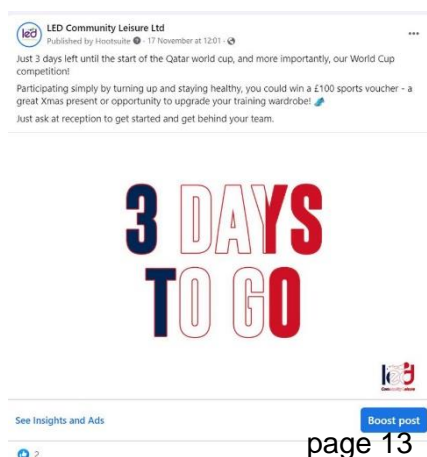 led
LED Community Leisure Ltd
Published by Hootsuite · 17 November at 12:01 ·
Just 3 days left until the start of the Qatar world cup, and more importantly, our World Cup
competition!
Participating simply by turning up and staying healthy, you could win a £100 sports voucher - a
great Xmas present or opportunity to upgrade your training wardrobe!
Just ask at reception to get started and get behind your team.
3 DAYS
TO GO
led
Community Leisure
See Insights and Ads
Boost post
2
page 13